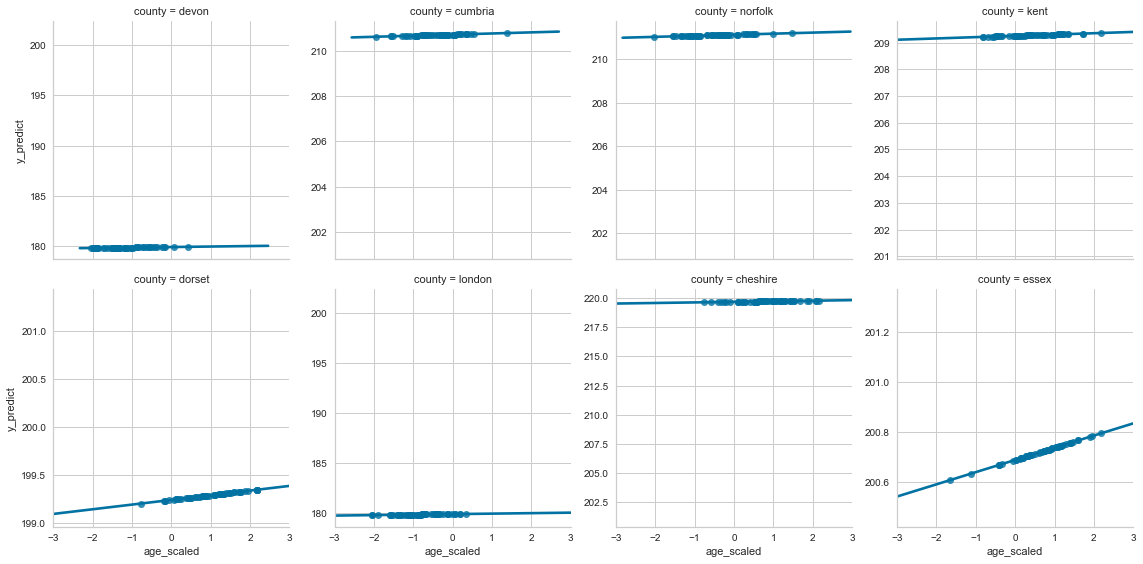 county = devon
county = cumbria
county = norfolk
county = kent
y_predict
200
195
190
185
180
210
208
206
204
202
210
208
206
204
202
209
208
207
206
205
204
203
202
201
county = dorset
county = london
county = cheshire
county = essex
y_predict
201.0
200.5
200.0
199.5
199.0
200
195
190
185
180
220.0
217.5
215.0
212.5
210.0
207.5
205.0
202.5
201.2
201.0
200.8
200.6
−3 −2 −1 0 1 2 3
−3 −2 −1 0 1 2 3
−3 −2 −1 0 1 2 3
−3 −2 −1 0 1 2 3
age_scaled
age_scaled
age_scaled
age_scaled